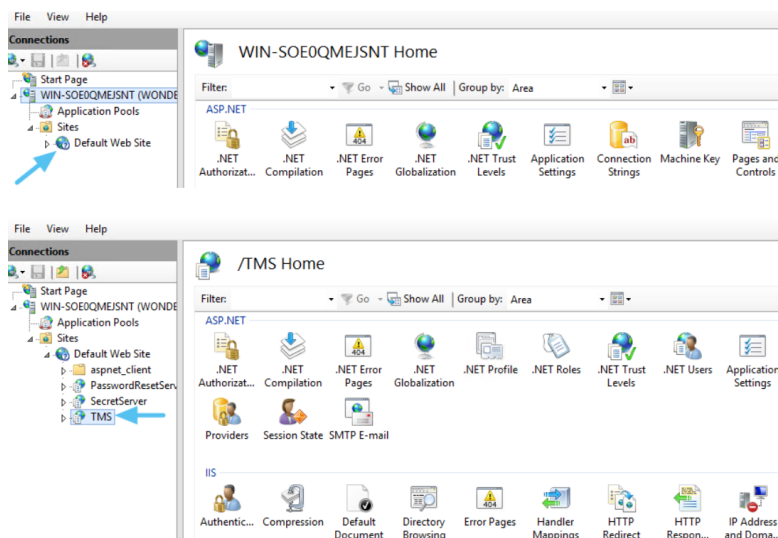 File View Help
Connections
WIN-SOE0QMEJSNT Home
Start Page
WIN-SOE0QMEJSNT (WONDE
Application Pools
Sites
Default Web Site
Filter: Go Show All Group by: Area
ASP.NET
.NET Authorizat...
.NET Compilation
.NET Error Pages
.NET Globalization
.NET Trust Levels
Application Settings
Connection Strings
Machine Key
Pages and Controls
File View Help
Connections
/TMS Home
Start Page
WIN-SOE0QMEJSNT (WONDE
Application Pools
Sites
Default Web Site
aspnet_client
PasswordResetServ
SecretServer
TMS
Filter: Go Show All Group by: Area
ASP.NET
.NET Authorizat...
.NET Compilation
.NET Error Pages
.NET Globalization
.NET Profile
.NET Roles
.NET Trust Levels
.NET Users
Application Settings
Providers
Session State
SMTP E-mail
IIS
Authentic...
Compression
Default Document
Directory Browsing
Error Pages
Handler Mappings
HTTP Redirect
HTTP Respon...
IP Address and Doma...